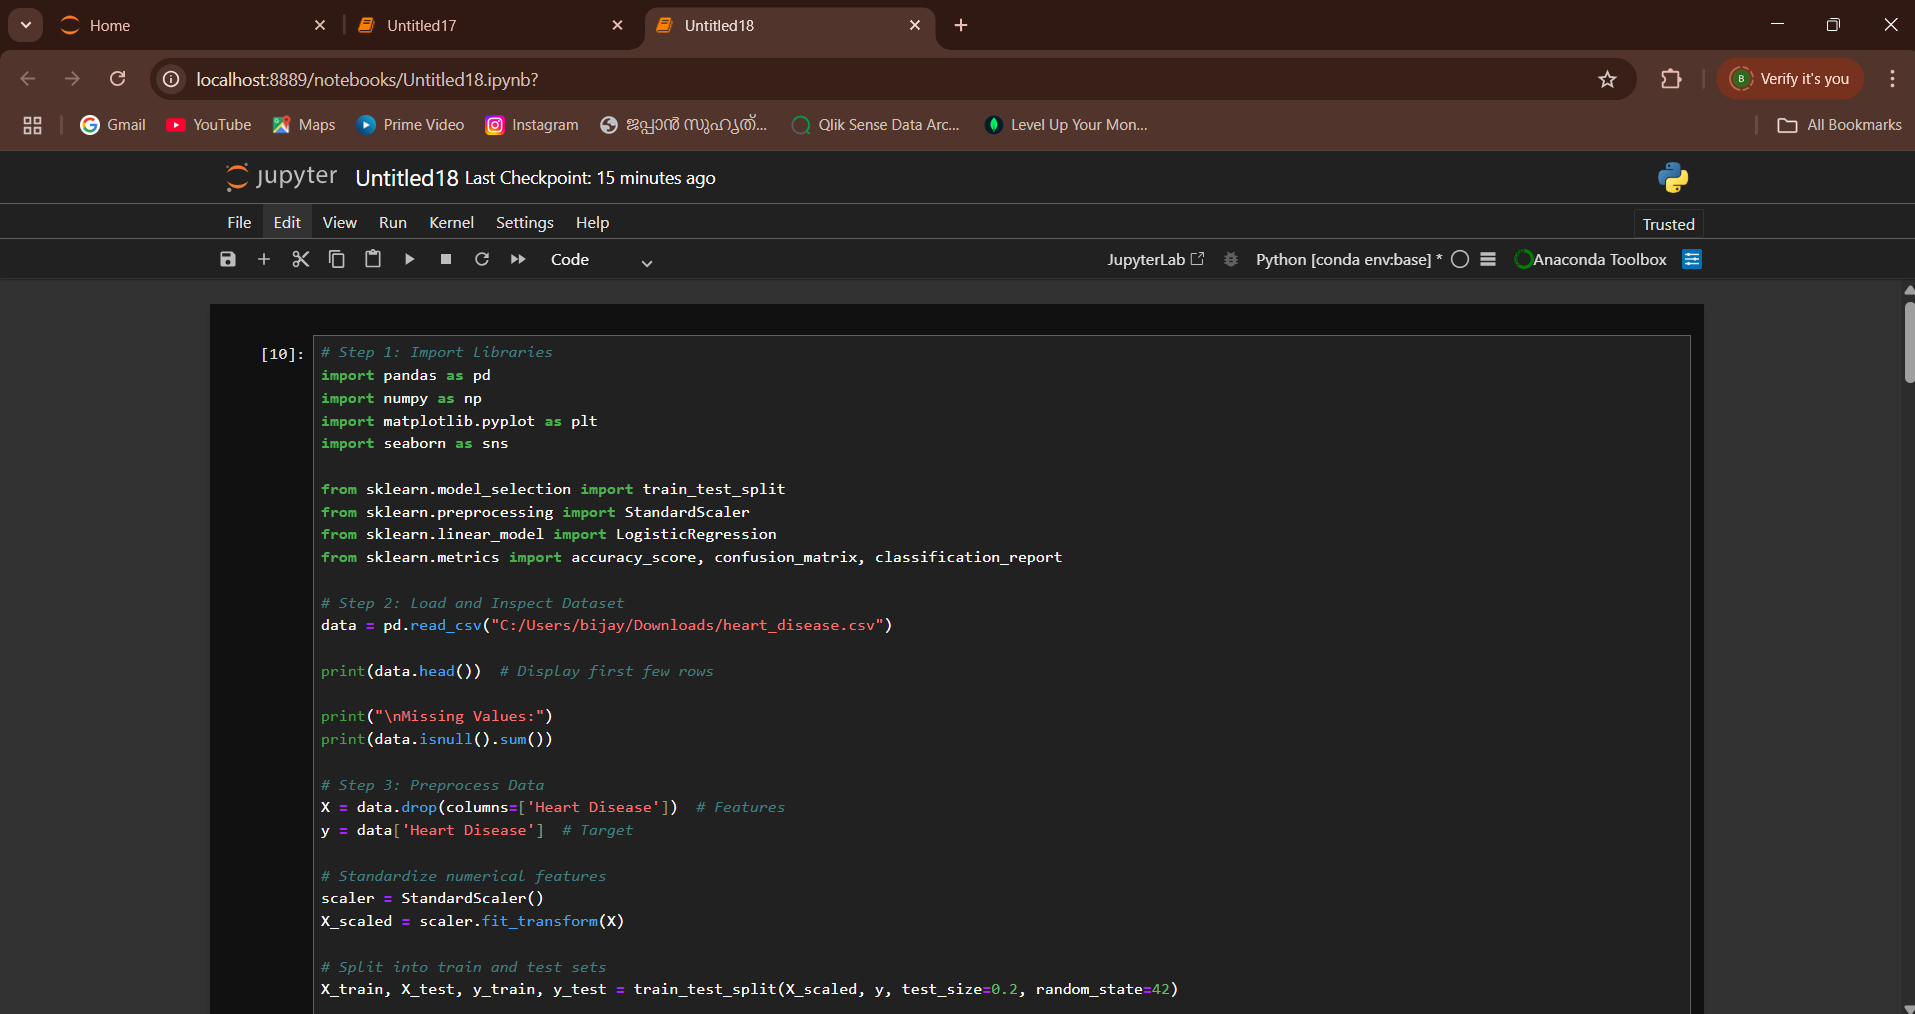 Home
Untitled17
Untitled18
localhost:8889/notebooks/Untitled18.ipynb?
B Verify it's you
Gmail YouTube Maps Prime Video Instagram ജപ്പാൻ സുഹൃത്... Qlik Sense Data Arc... Level Up Your Mon... All Bookmarks
jupyter Untitled18 Last Checkpoint: 15 minutes ago
File Edit View Run Kernel Settings Help Trusted
Code JupyterLab Python [conda env:base] * Anaconda Toolbox
[10]: # Step 1: Import Libraries
import pandas as pd
import numpy as np
import matplotlib.pyplot as plt
import seaborn as sns
from sklearn.model_selection import train_test_split
from sklearn.preprocessing import StandardScaler
from sklearn.linear_model import LogisticRegression
from sklearn.metrics import accuracy_score, confusion_matrix, classification_report
# Step 2: Load and Inspect Dataset
data = pd.read_csv("C:/Users/bijay/Downloads/heart_disease.csv")
print(data.head())  # Display first few rows
print("\nMissing Values:")
print(data.isnull().sum())
# Step 3: Preprocess Data
X = data.drop(columns=['Heart Disease'])  # Features
y = data['Heart Disease']  # Target
# Standardize numerical features
scaler = StandardScaler()
X_scaled = scaler.fit_transform(X)
# Split into train and test sets
X_train, X_test, y_train, y_test = train_test_split(X_scaled, y, test_size=0.2, random_state=42)